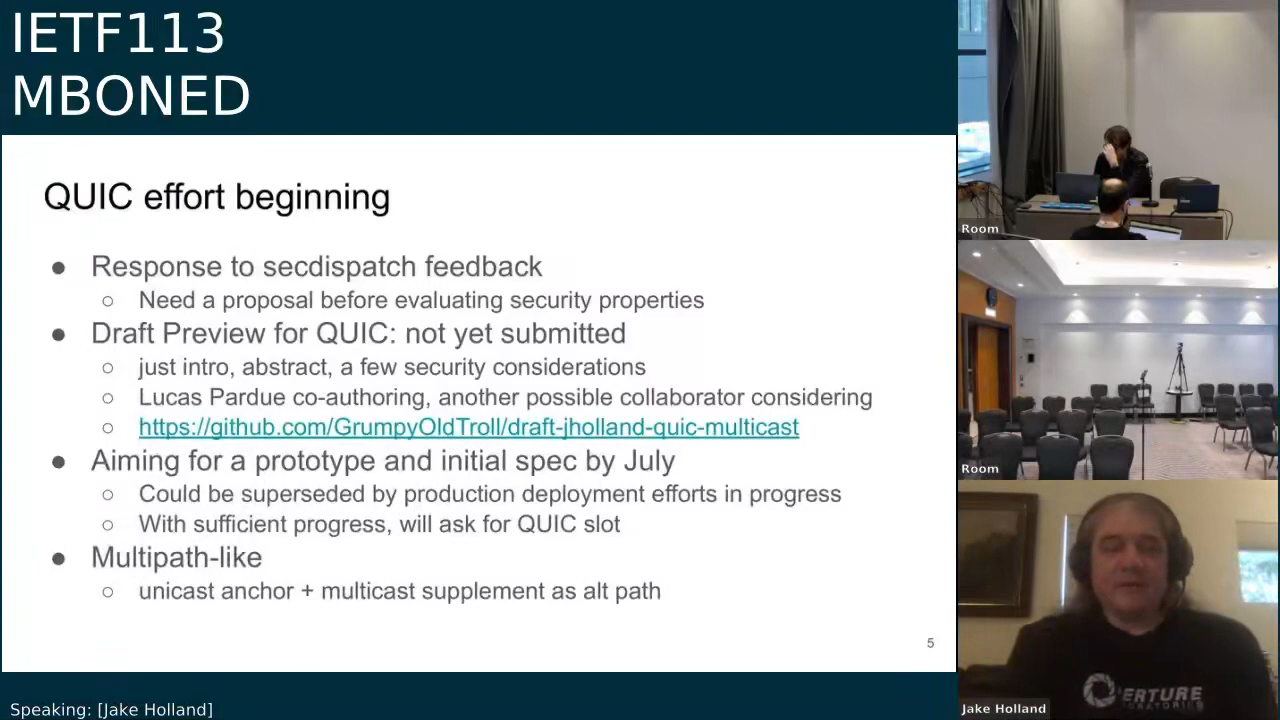 IETF113
MBONED
QUIC effort beginning
● Response to secdispatch feedback
○ Need a proposal before evaluating security properties
● Draft Preview for QUIC: not yet submitted
○ just intro, abstract, a few security considerations
○ Lucas Pardue co-authoring, another possible collaborator considering
○ https://github.com/GrumpyOldTroll/draft-jholland-quic-multicast
● Aiming for a prototype and initial spec by July
○ Could be superseded by production deployment efforts in progress
○ With sufficient progress, will ask for QUIC slot
● Multipath-like
○ unicast anchor + multicast supplement as alt path
5
Speaking: [Jake Holland]
Room
Room
ERTURE
Jake Holland